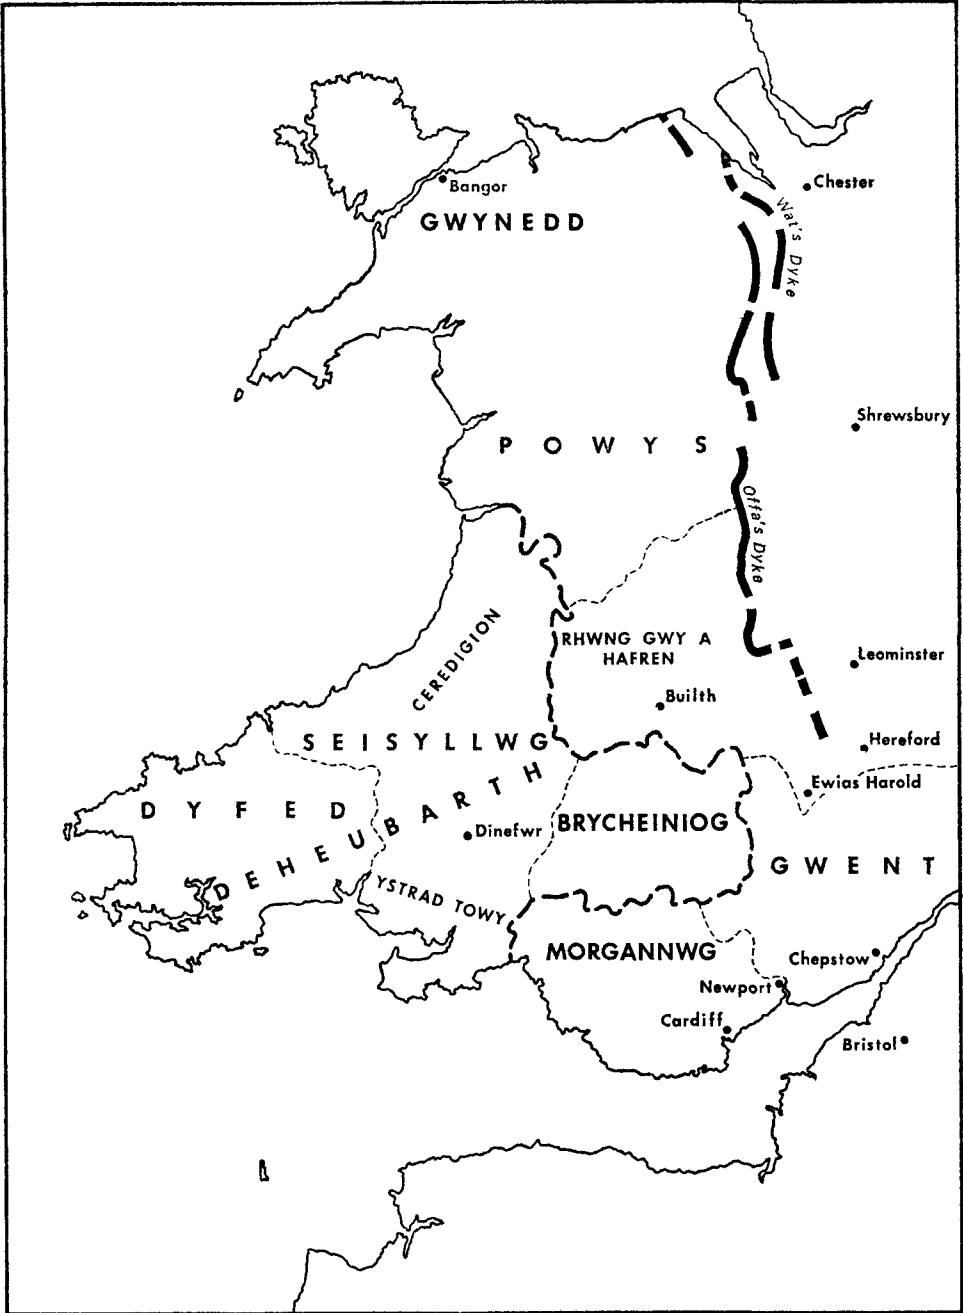 Bangor
Chester
GWYNEDD
Wat's Dyke
Shrewsbury
POWYS
Offa's Dyke
CEREDIGION
RHWNG GWY A
HAFREN
Leominster
Builth
SEISYLLWG
Hereford
Ewias Harold
DYFED
DEHEUBARTH
Dinefwr
BRYCHEINIOG
GWENT
YSTRAD TOWY
MORGANNWG
Chepstow
Newport
Cardiff
Bristol